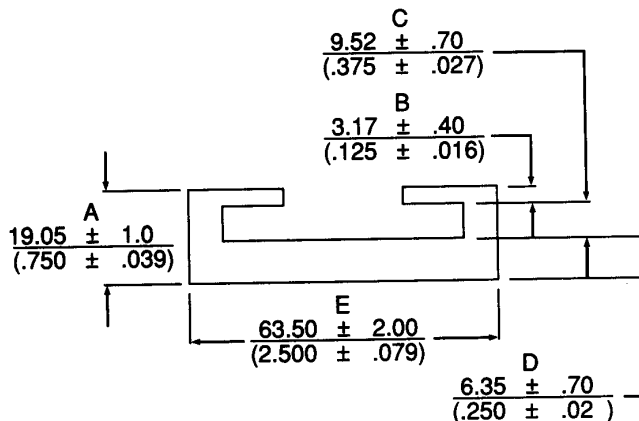 C
9.52 ± .70
(.375 ± .027)
B
3.17 ± .40
(.125 ± .016)
A
19.05 ± 1.0
(.750 ± .039)
E
63.50 ± 2.00
(2.500 ± .079)
D
6.35 ± .70
(.250 ± .02 )